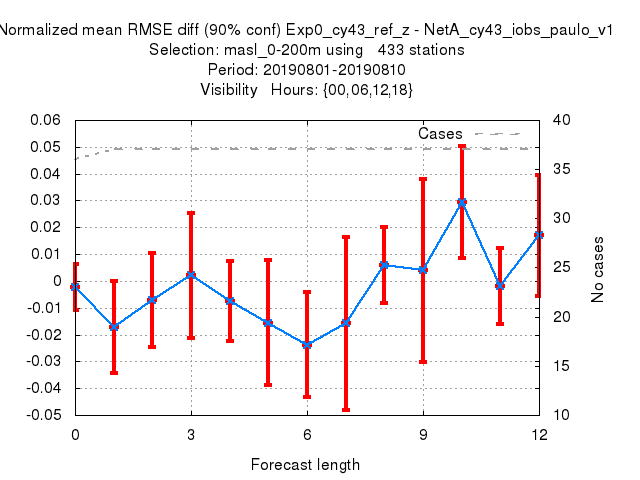 Normalized mean RMSE diff (90% conf) Exp0_cy43_ref_z - NetA_cy43_iobs_paulo_v1
Selection: masl_0-200m using 433 stations
Period: 20190801-20190810
Visibility Hours: {00,06,12,18}
Cases
0.06
0.05
0.04
0.03
0.02
0.01
0
-0.01
-0.02
-0.03
-0.04
-0.05
40
35
30
25
20
15
10
No cases
0 3 6 9 12
Forecast length